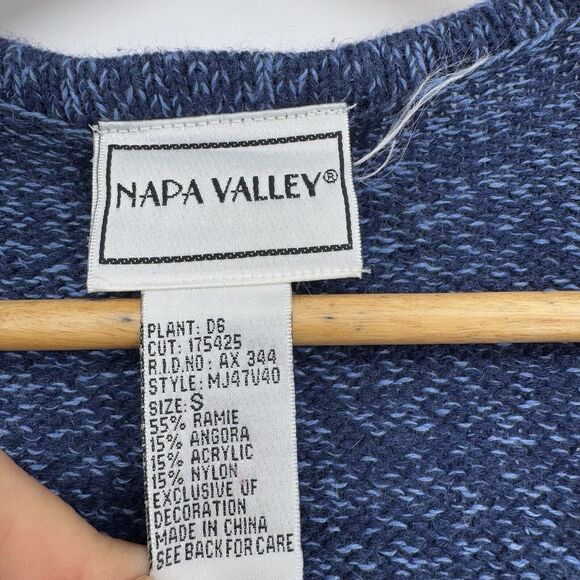 NAPA VALLEY®
PLANT: D6
CUT: 175425
R.I.D.NO: AX 344
STYLE: MJ47V40
SIZE: S
55% RAMIE
15% ANGORA
15% ACRYLIC
15% NYLON
EXCLUSIVE OF
DECORATION
MADE IN CHINA
SEE BACK FOR CARE